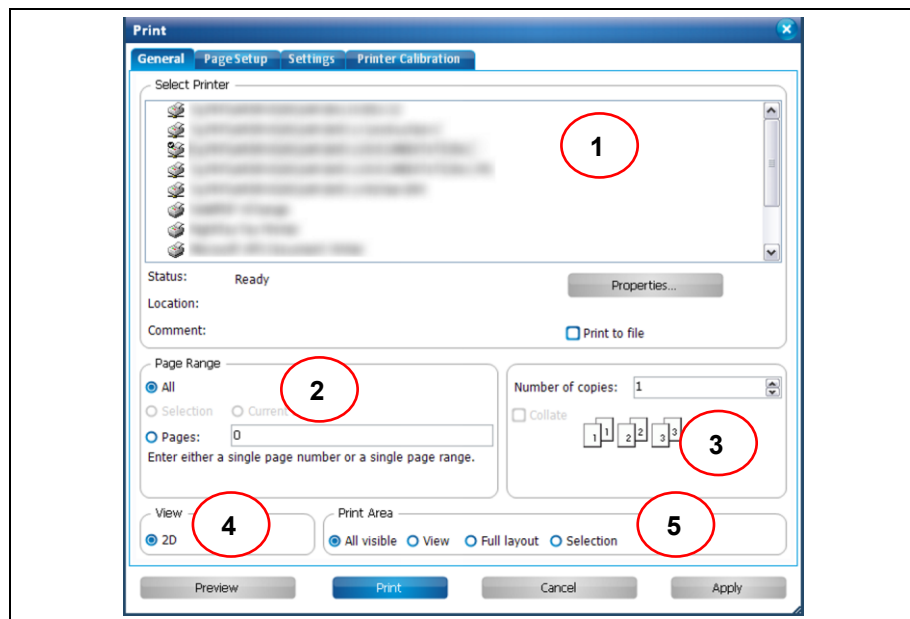 Print
General Page Setup Settings Printer Calibration
Select Printer
1
Status: Ready
Properties...
Location:
Comment:
Print to file
Page Range
2
All
Selection Current
Pages: 0
Enter either a single page number or a single page range.
Number of copies: 1
Collate
1 1 2 2 3 3
3
View
4
2D
Print Area
5
All visible View Full layout Selection
Preview Print Cancel Apply